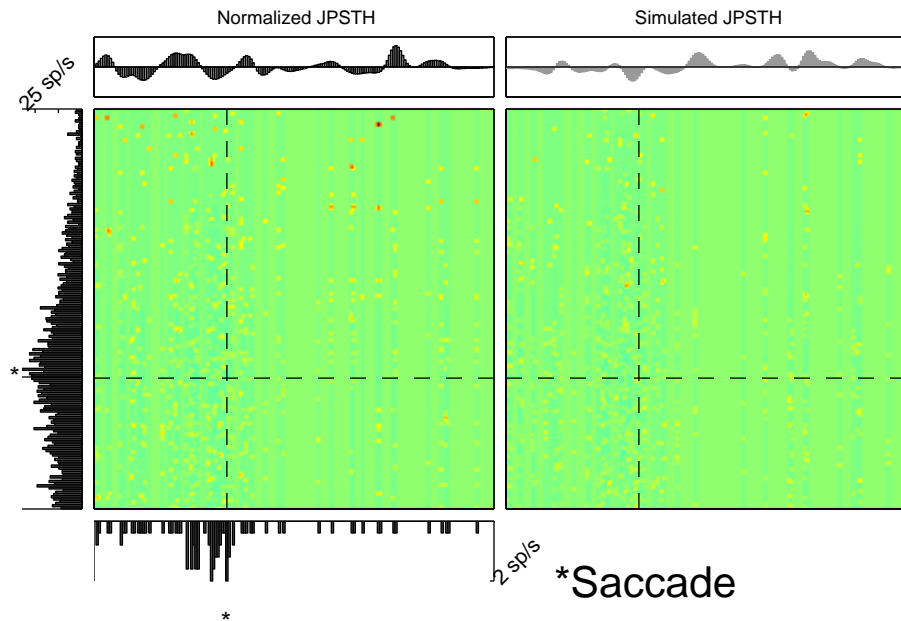 Normalized JPSTH
Simulated JPSTH
25 sp/s
*
2 sp/s
*Saccade
*